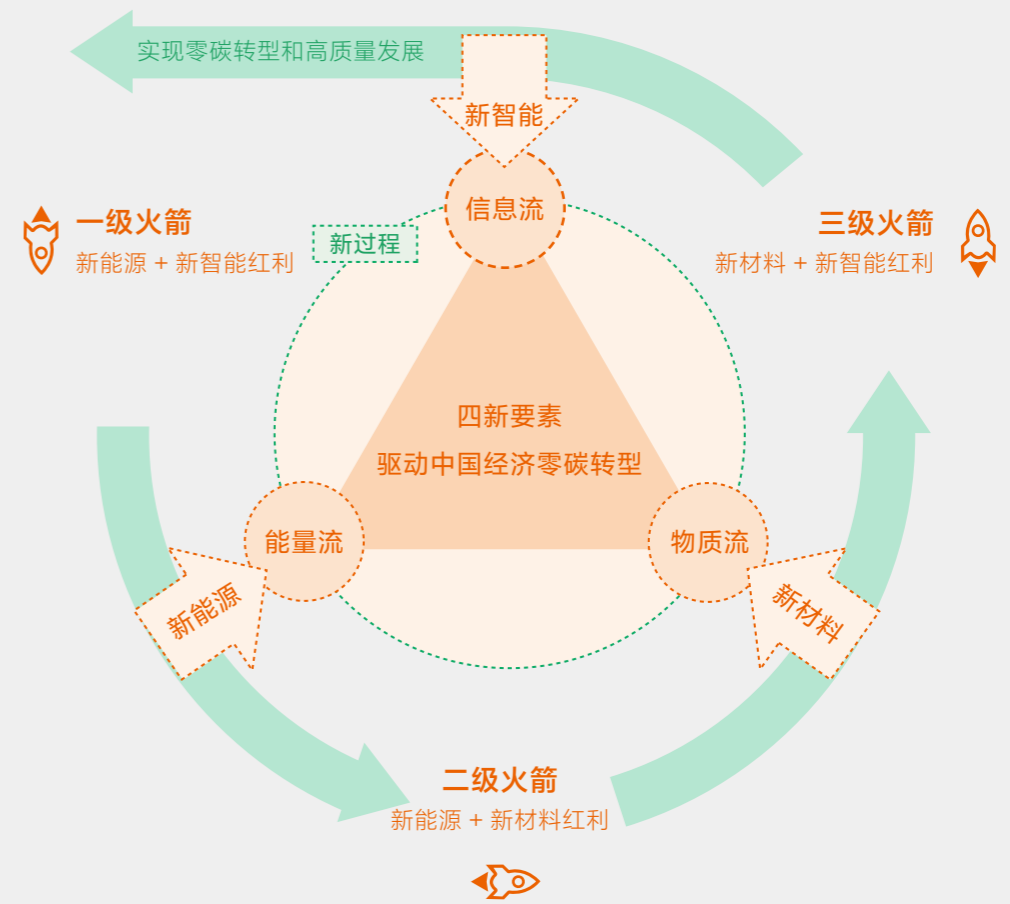 实现零碳转型和高质量发展
新智能
信息流
一级火箭
新能源 + 新智能红利
新过程
三级火箭
新材料 + 新智能红利
四新要素
驱动中国经济零碳转型
能量流
物质流
新能源
新材料
二级火箭
新能源 + 新材料红利